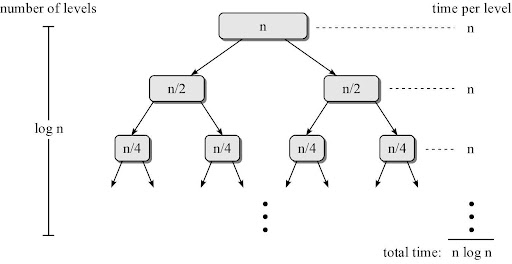 number of levels
time per level
n
n
n/2
n/2
n
log n
n/4
n/4
n/4
n/4
n
total time: n log n